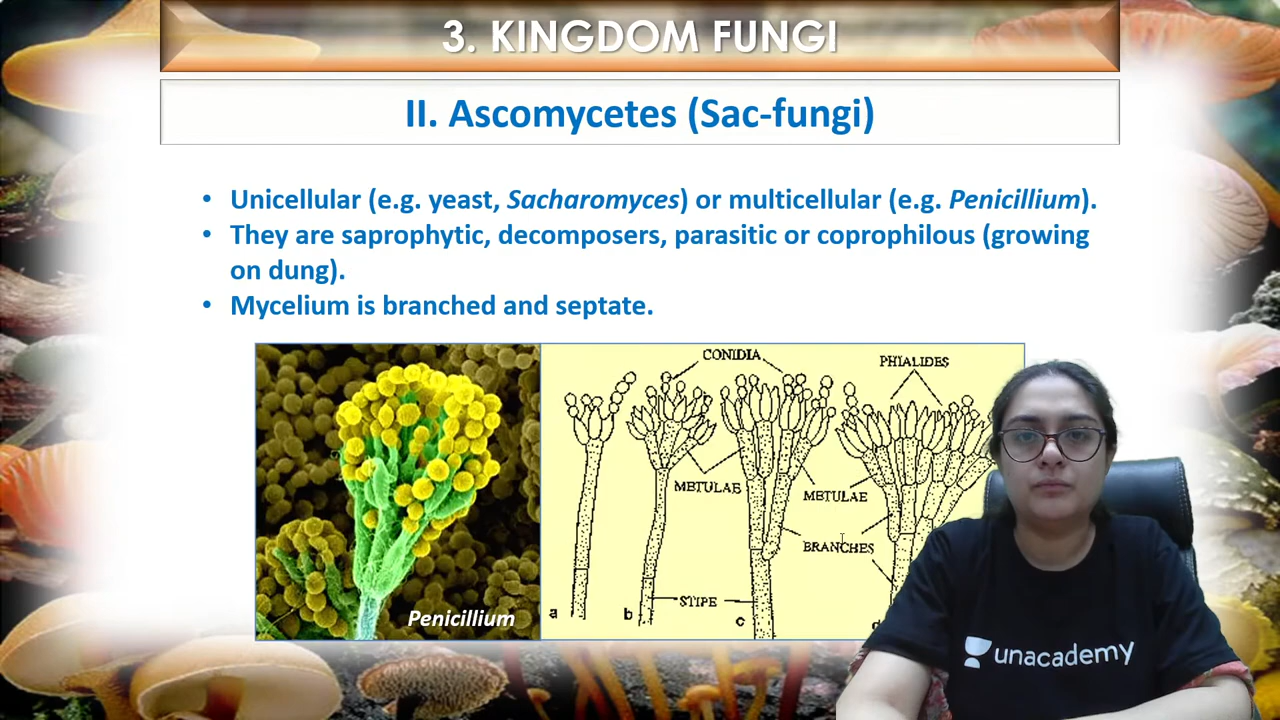 3. KINGDOM FUNGI
II. Ascomycetes (Sac-fungi)
• Unicellular (e.g. yeast, Sacharomyces) or multicellular (e.g. Penicillium).
• They are saprophytic, decomposers, parasitic or coprophilous (growing
on dung).
• Mycelium is branched and septate.
CONIDIA
PHIALIDES
METULAE
METULAE
BRANCHES
STIPE
Penicillium
a
b
c
d
unacademy